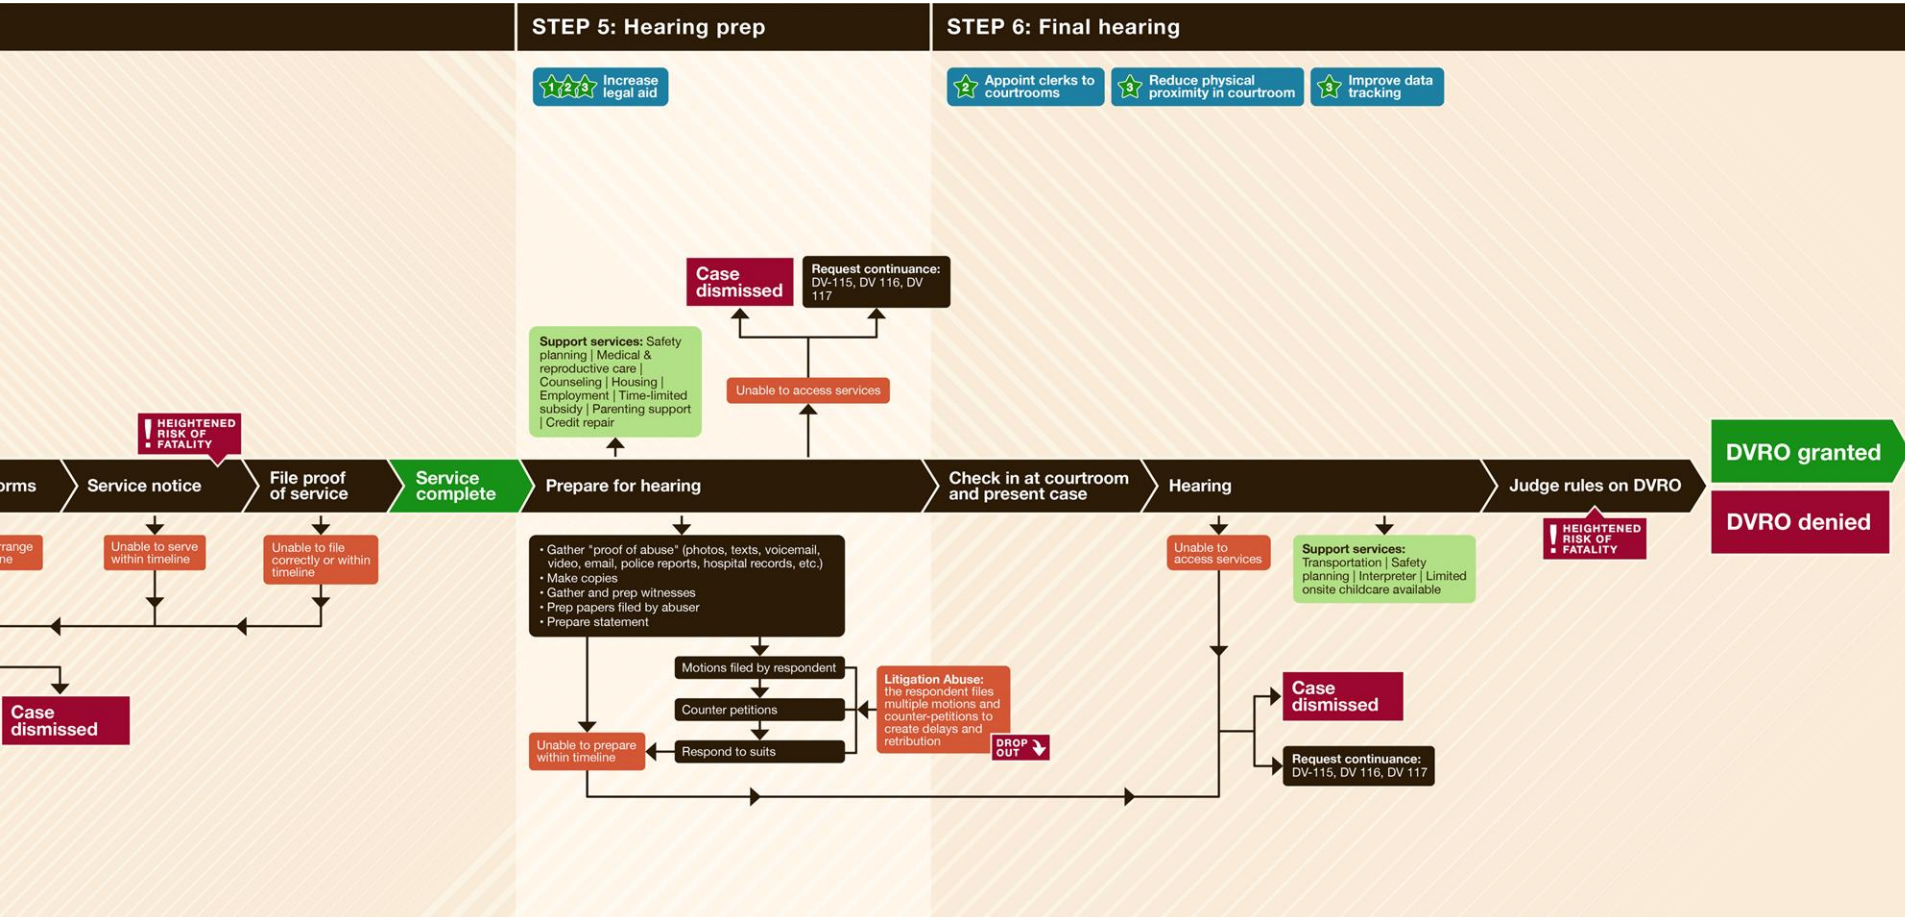 STEP 5: Hearing prep
STEP 6: Final hearing
1 2 3 Increase
legal aid
2 Appoint clerks to
courtrooms
3 Reduce physical
proximity in courtroom
3 Improve data
tracking
Case
dismissed
Request continuance:
DV-115, DV 116, DV
117
Support services: Safety
planning | Medical &
reproductive care |
Counseling | Housing |
Employment | Time-limited
subsidy | Parenting support
| Credit repair
Unable to access services
! HEIGHTENED
RISK OF
FATALITY
orms
Service notice
File proof
of service
Service
complete
Prepare for hearing
Check in at courtroom
and present case
Hearing
Judge rules on DVRO
DVRO granted
DVRO denied
! HEIGHTENED
RISK OF
FATALITY
rrange
ne
Unable to serve
within timeline
Unable to file
correctly or within
timeline
• Gather "proof of abuse" (photos, texts, voicemail,
video, email, police reports, hospital records, etc.)
• Make copies
• Gather and prep witnesses
• Prep papers filed by abuser
• Prepare statement
Unable to
access services
Support services:
Transportation | Safety
planning | Interpreter | Limited
onsite childcare available
Motions filed by respondent
Counter petitions
Respond to suits
Litigation Abuse:
the respondent files
multiple motions and
counter-petitions to
create delays and
retribution
DROP
OUT
Unable to prepare
within timeline
Case
dismissed
Case
dismissed
Request continuance:
DV-115, DV 116, DV 117